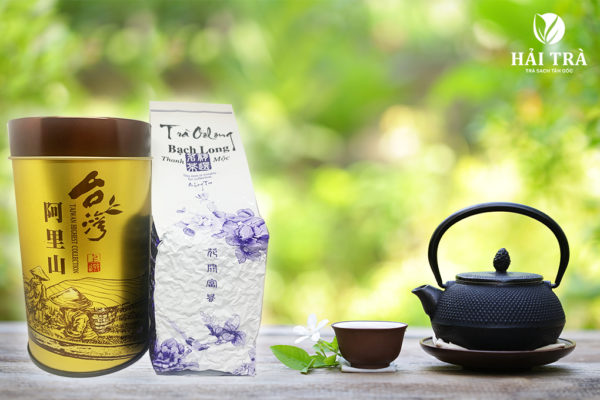 HẢI TRÀ
TRÀ SẠCH TẬN GỐC
台灣
TAIWAN HIGHEST COLLECTION
阿里山
Trà Oolong
Bạch Long
Thanh Mộc